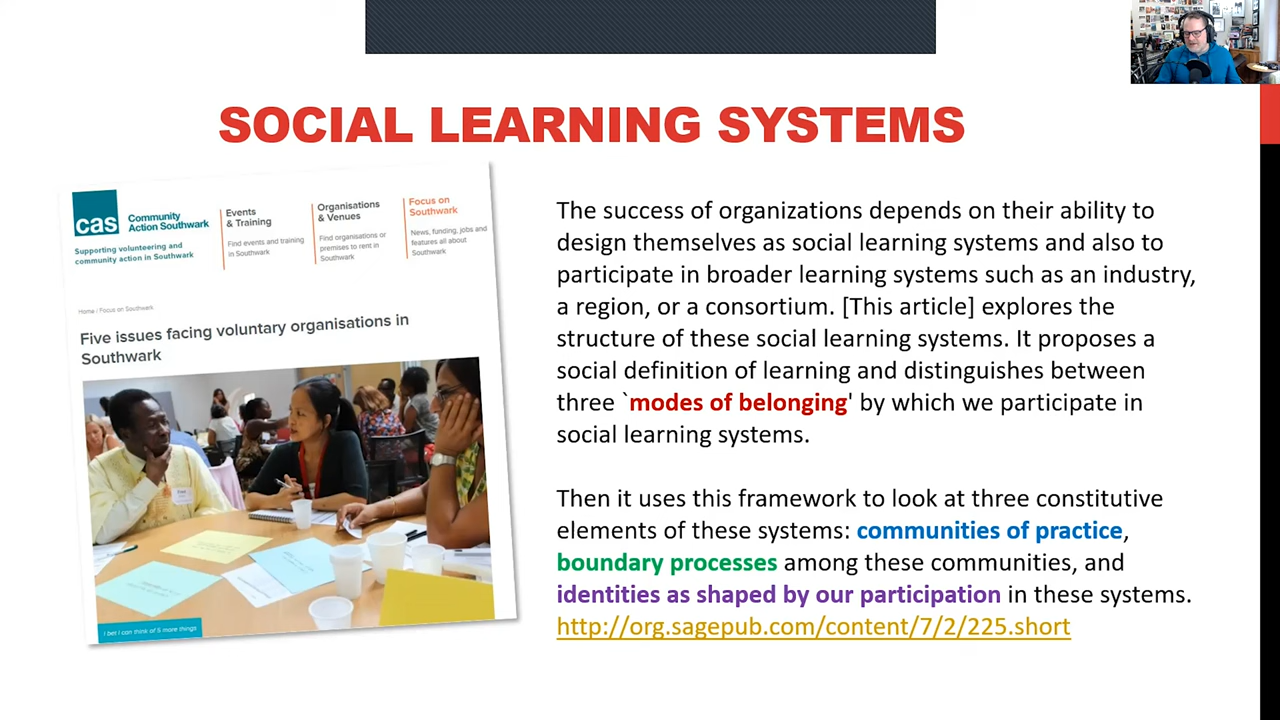 SOCIAL LEARNING SYSTEMS
cas
Community
Action Southwark
Supporting volunteering and
community action in Southwark
Events
& Training
Find events and training
in Southwark
Organisations
& Venues
Find organisations or
premises to rent in
Southwark
Focus on
Southwark
News, funding, jobs and
features all about
Southwark
Home / Focus on Southwark
Five issues facing voluntary organisations in
Southwark
I bet I can think of 5 more things
The success of organizations depends on their ability to
design themselves as social learning systems and also to
participate in broader learning systems such as an industry,
a region, or a consortium. [This article] explores the
structure of these social learning systems. It proposes a
social definition of learning and distinguishes between
three `modes of belonging' by which we participate in
social learning systems.
Then it uses this framework to look at three constitutive
elements of these systems: communities of practice,
boundary processes among these communities, and
identities as shaped by our participation in these systems.
http://org.sagepub.com/content/7/2/225.short